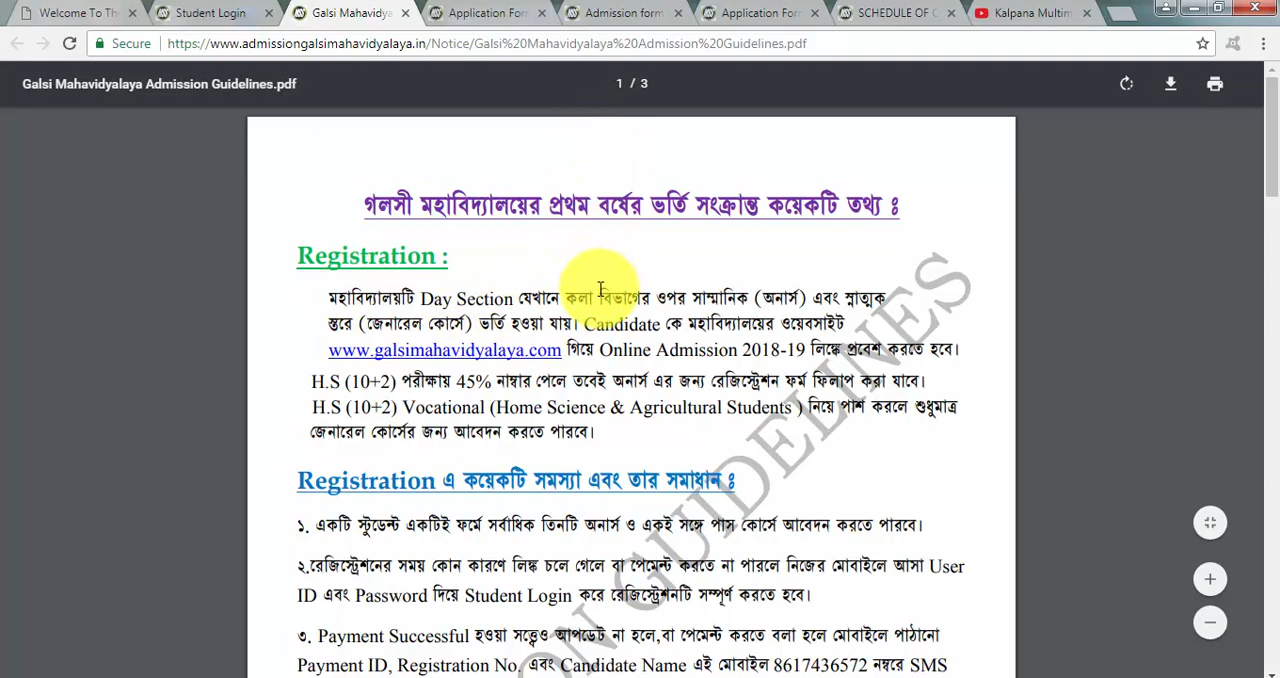 Welcome To The
Student Login
Galsi Mahavidya
Application For
Admission form
Application For
SCHEDULE OF C
Kalpana Multim
Secure
https://www.admissiongalsimahavidyalaya.in/Notice/Galsi%20Mahavidyalaya%20Admission%20Guidelines.pdf
Galsi Mahavidyalaya Admission Guidelines.pdf
1 / 3
গলসী মহাবিদ্যালয়ের প্রথম বর্ষের ভর্তি সংক্রান্ত কয়েকটি তথ্য ঃ
Registration :
মহাবিদ্যালয়টি Day Section যেখানে কলা বিভাগের ওপর সাম্মানিক (অনার্স) এবং স্নাত্মক
স্তরে (জেনারেল কোর্সে) ভর্তি হওয়া যায়। Candidate কে মহাবিদ্যালয়ের ওয়েবসাইট
www.galsimahavidyalaya.com গিয়ে Online Admission 2018-19 লিঙ্কে প্রবেশ করতে হবে।
H.S (10+2) পরীক্ষায় 45% নাম্বার পেলে তবেই অনার্স এর জন্য রেজিস্ট্রেশন ফর্ম ফিলাপ করা যাবে।
H.S (10+2) Vocational (Home Science & Agricultural Students ) নিয়ে পাশ করলে শুধুমাত্র
জেনারেল কোর্সের জন্য আবেদন করতে পারবে।
Registration এ কয়েকটি সমস্যা এবং তার সমাধান ঃ
১. একটি স্টুডেন্ট একটিই ফর্মে সর্বাধিক তিনটি অনার্স ও একই সঙ্গে পাস কোর্সে আবেদন করতে পারবে।
২.রেজিস্ট্রেশনের সময় কোন কারণে লিঙ্ক চলে গেলে বা পেমেন্ট করতে না পারলে নিজের মোবাইলে আসা User
ID এবং Password দিয়ে Student Login করে রেজিস্ট্রেশনটি সম্পূর্ণ করতে হবে।
৩. Payment Successful হওয়া সত্ত্বেও আপডেট না হলে,বা পেমেন্ট করতে বলা হলে মোবাইলে পাঠানো
Payment ID, Registration No. এবং Candidate Name এই মোবাইল 8617436572 নম্বরে SMS
ON GUIDELINES